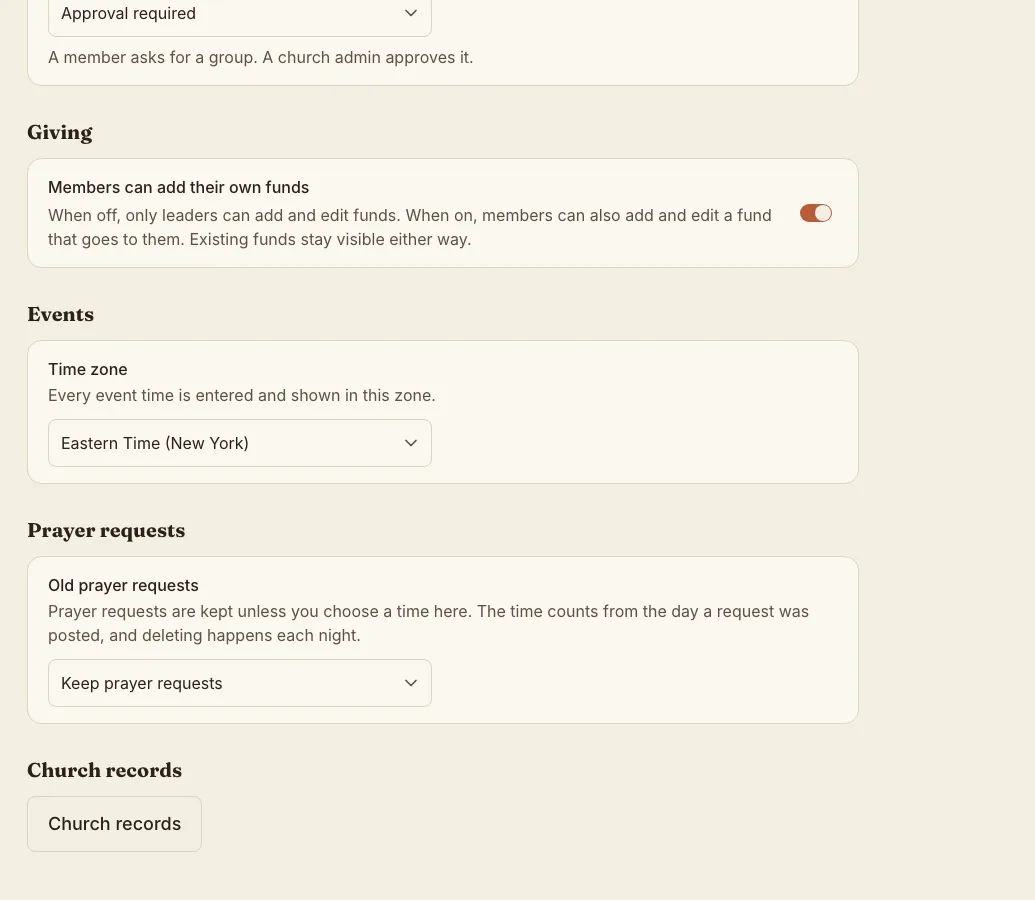 Approval required
A member asks for a group. A church admin approves it.
Giving
Members can add their own funds
When off, only leaders can add and edit funds. When on, members can also add and edit a fund
that goes to them. Existing funds stay visible either way.
Events
Time zone
Every event time is entered and shown in this zone.
Eastern Time (New York)
Prayer requests
Old prayer requests
Prayer requests are kept unless you choose a time here. The time counts from the day a request was
posted, and deleting happens each night.
Keep prayer requests
Church records
Church records